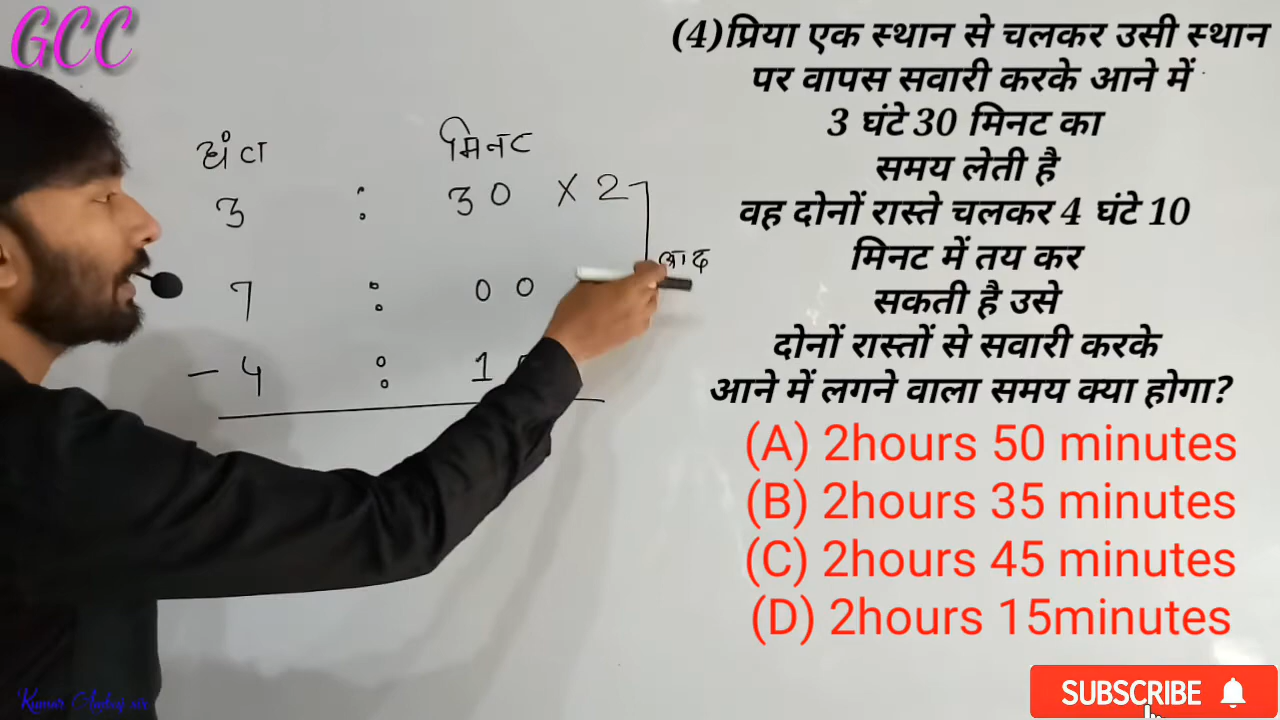 GCC
(4)प्रिया एक स्थान से चलकर उसी स्थान
पर वापस सवारी करके आने में
3 घंटे 30 मिनट का
समय लेती है
वह दोनों रास्ते चलकर 4 घंटे 10
मिनट में तय कर
सकती है उसे
दोनों रास्तों से सवारी करके
आने में लगने वाला समय क्या होगा?
(A) 2hours 50 minutes
(B) 2hours 35 minutes
(C) 2hours 45 minutes
(D) 2hours 15minutes
घंटा मिनट
3 : 30 × 2
7 : 00
- 4 : 1
SUBSCRIBE
Kumar
sir